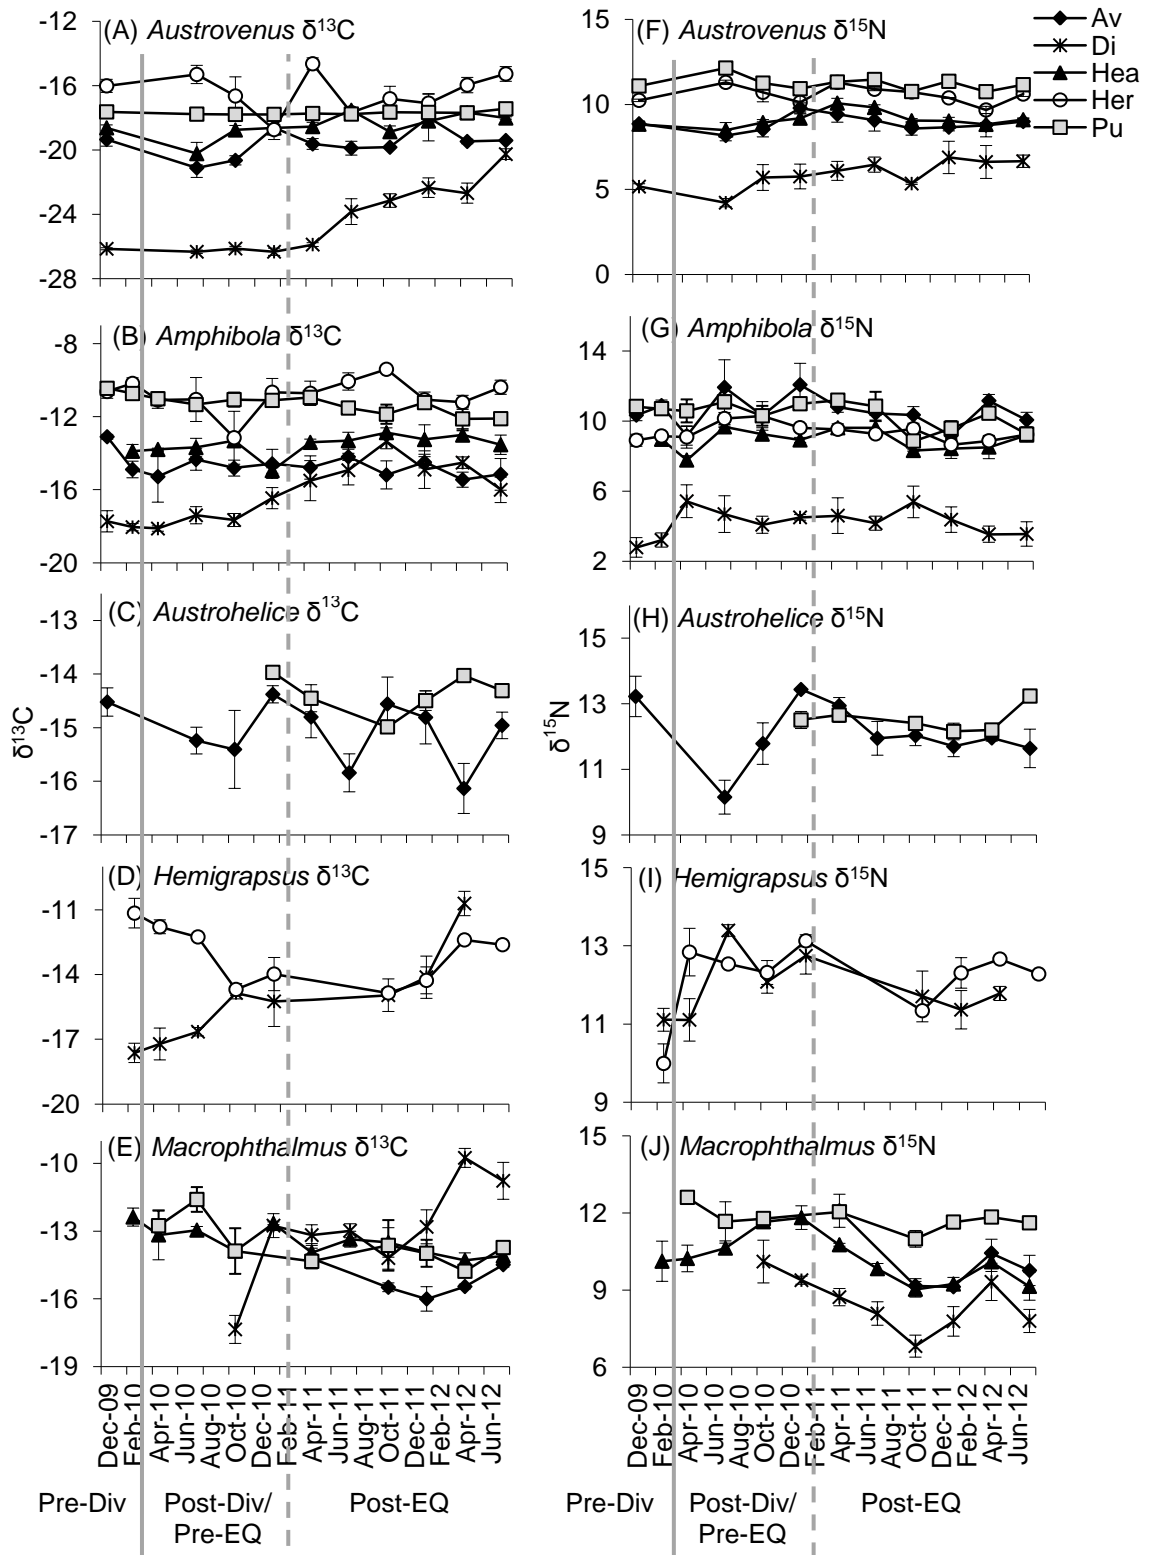 (A) Austrovenus δ¹³C
-12
-16
-20
-24
-28
(F) Austrovenus δ¹⁵N
15
10
5
0
Av
Di
Hea
Her
Pu
(B) Amphibola δ¹³C
-8
-12
-16
-20
(G) Amphibola δ¹⁵N
14
10
6
2
(C) Austrohelice δ¹³C
-13
-14
-15
-16
-17
δ¹³C
(H) Austrohelice δ¹⁵N
15
13
11
9
δ¹⁵N
(D) Hemigrapsus δ¹³C
-11
-14
-17
-20
(I) Hemigrapsus δ¹⁵N
15
13
11
9
(E) Macrophthalmus δ¹³C
-10
-13
-16
-19
(J) Macrophthalmus δ¹⁵N
15
12
9
6
Dec-09
Feb-10
Apr-10
Jun-10
Aug-10
Oct-10
Dec-10
Feb-11
Apr-11
Jun-11
Aug-11
Oct-11
Dec-11
Feb-12
Apr-12
Jun-12
Dec-09
Feb-10
Apr-10
Jun-10
Aug-10
Oct-10
Dec-10
Feb-11
Apr-11
Jun-11
Aug-11
Oct-11
Dec-11
Feb-12
Apr-12
Jun-12
Pre-Div
Post-Div/
Pre-EQ
Post-EQ
Pre-Div
Post-Div/
Pre-EQ
Post-EQ